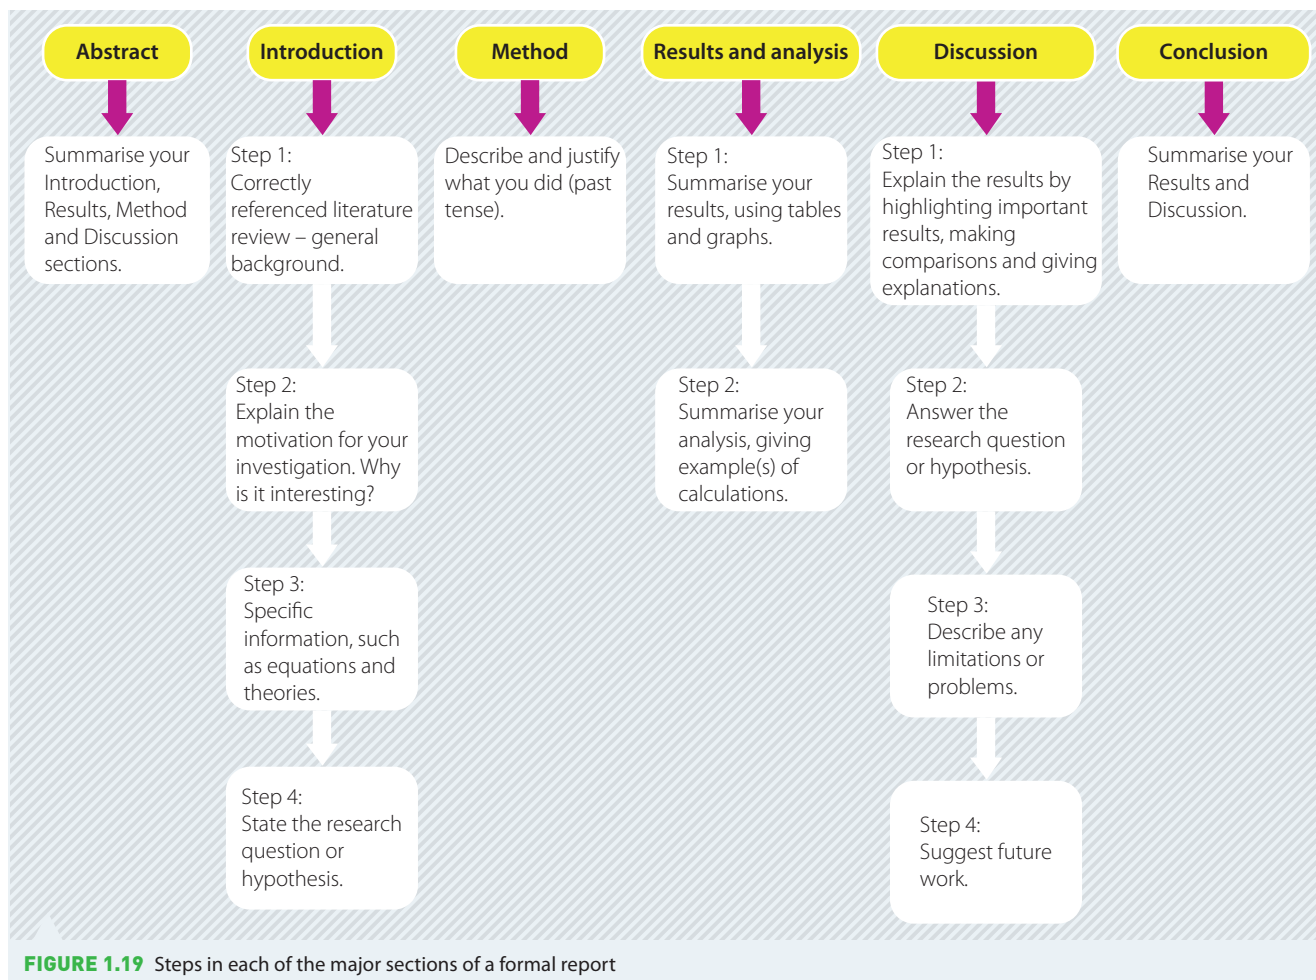 Abstract
Summarise your
Introduction,
Results, Method
and Discussion
sections.
Introduction
Step 1:
Correctly
referenced literature
review – general
background.
Step 2:
Explain the
motivation for your
investigation. Why
is it interesting?
Step 3:
Specific
information, such
as equations and
theories.
Step 4:
State the research
question or
hypothesis.
Method
Describe and justify
what you did (past
tense).
Results and analysis
Step 1:
Summarise your
results, using tables
and graphs.
Step 2:
Summarise your
analysis, giving
example(s) of
calculations.
Discussion
Step 1:
Explain the results by
highlighting important
results, making
comparisons and giving
explanations.
Step 2:
Answer the
research question
or hypothesis.
Step 3:
Describe any
limitations or
problems.
Step 4:
Suggest future
work.
Conclusion
Summarise your
Results and
Discussion.
FIGURE 1.19 Steps in each of the major sections of a formal report